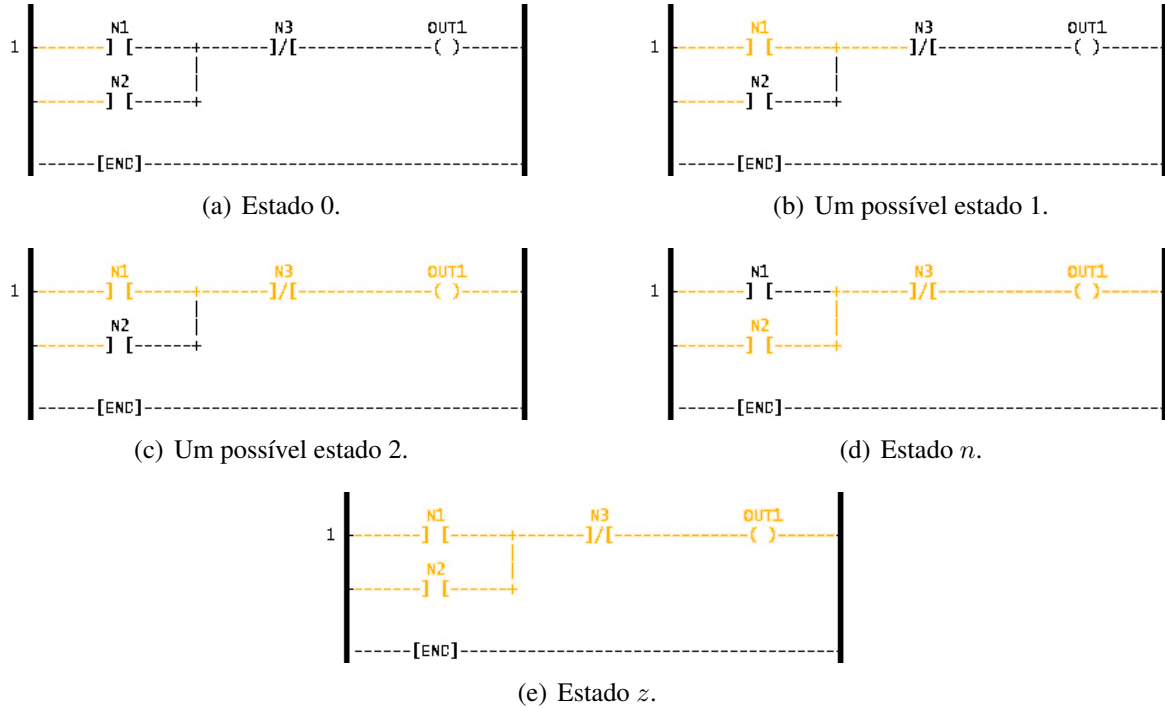 N1 N3 OUT1
1 ] [ ]/[ ( )
N2
] [
[END]
(a) Estado 0.
N1 N3 OUT1
1 ] [ ]/[ ( )
N2
] [
[END]
(b) Um possível estado 1.
N1 N3 OUT1
1 ] [ ]/[ ( )
N2
] [
[END]
(c) Um possível estado 2.
N1 N3 OUT1
1 ] [ ]/[ ( )
N2
] [
[END]
(d) Estado n.
N1 N3 OUT1
1 ] [ ]/[ ( )
N2
] [
[END]
(e) Estado z.